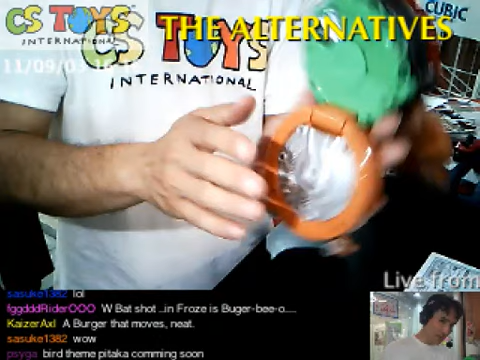 CS TOYS
INTERNATIONAL
THE ALTERNATIVES
CUBIC
CS TOYS
INTERNATIONAL
Live from
sasuke1382 lol
fggdddRiderOOO W Bat shot ..in Froze is Buger-bee-o....
KaizerAxl A Burger that moves, neat.
sasuke1382 wow
psyga bird theme pitaka comming soon